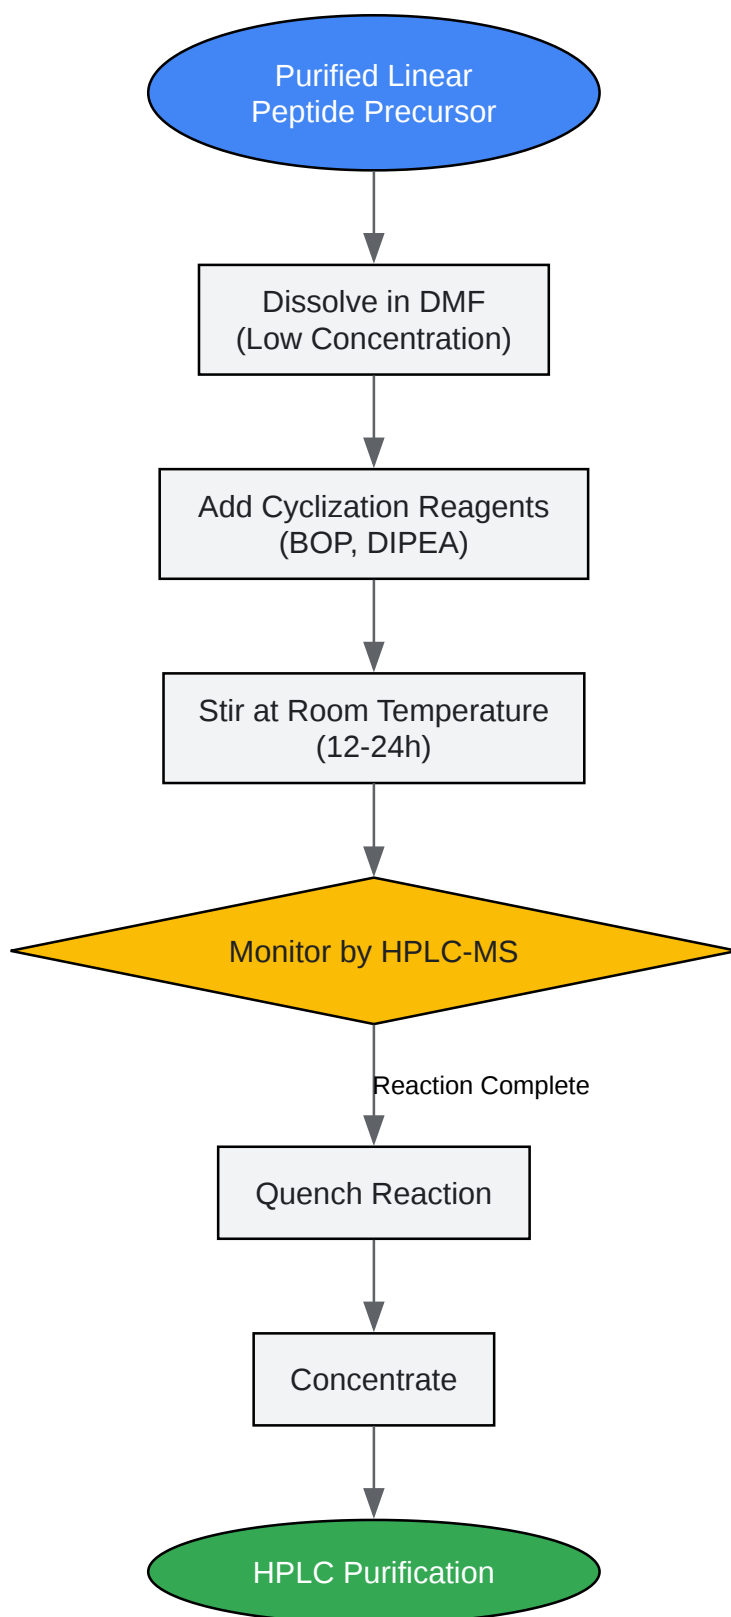 Purified Linear
Peptide Precursor
Dissolve in DMF
(Low Concentration)
Add Cyclization Reagents
(BOP, DIPEA)
Stir at Room Temperature
(12-24h)
Monitor by HPLC-MS
Reaction Complete
Quench Reaction
Concentrate
HPLC Purification